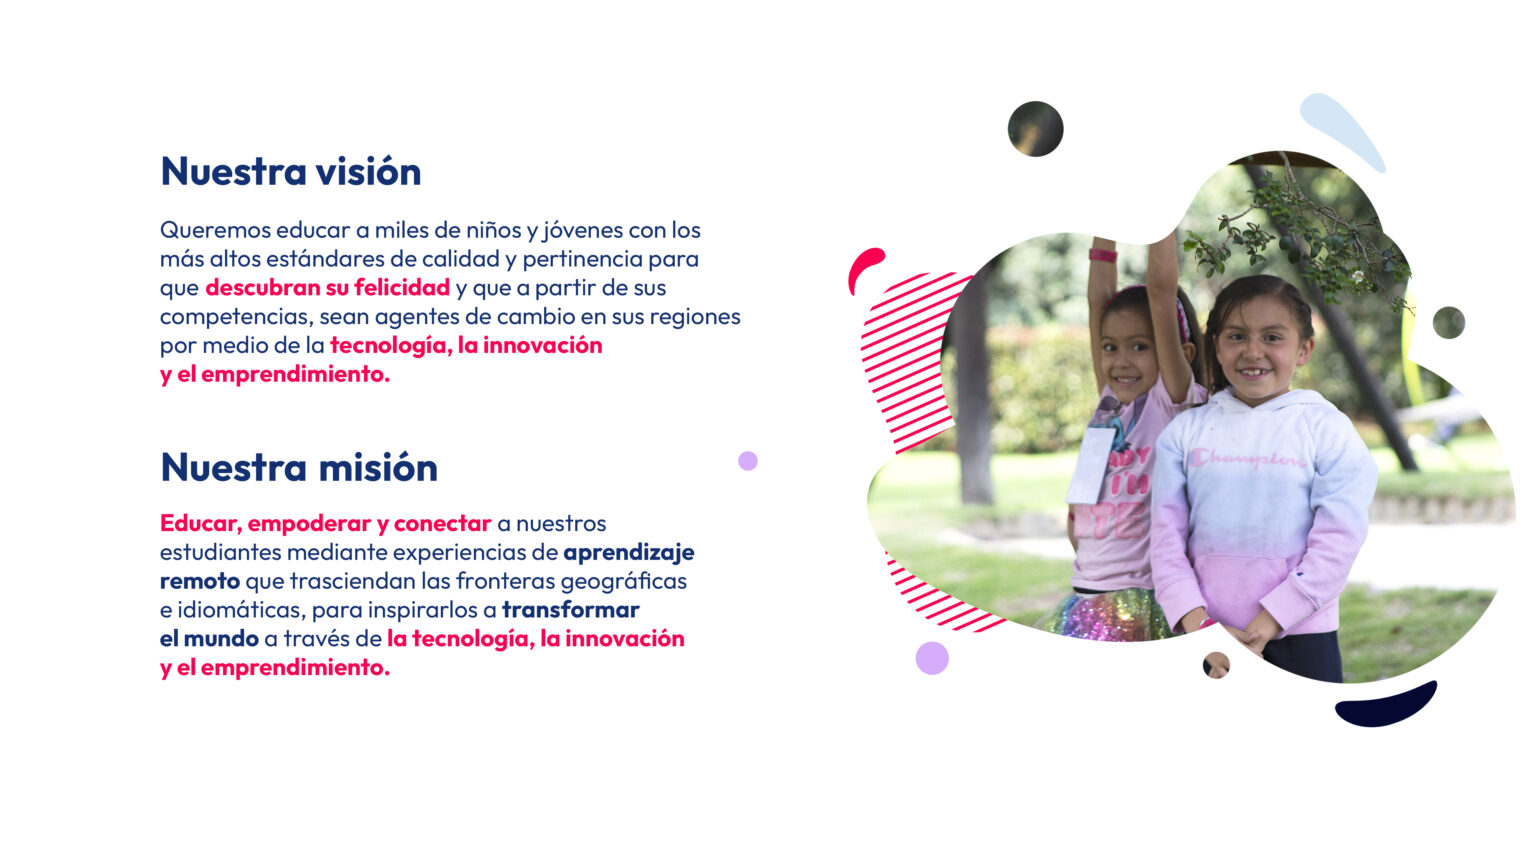 Nuestra visión
Queremos educar a miles de niños y jóvenes con los
más altos estándares de calidad y pertinencia para
que descubran su felicidad y que a partir de sus
competencias, sean agentes de cambio en sus regiones
por medio de la tecnología, la innovación
y el emprendimiento.
Nuestra misión
Educar, empoderar y conectar a nuestros
estudiantes mediante experiencias de aprendizaje
remoto que trasciendan las fronteras geográficas
e idiomáticas, para inspirarlos a transformar
el mundo a través de la tecnología, la innovación
y el emprendimiento.
Champion